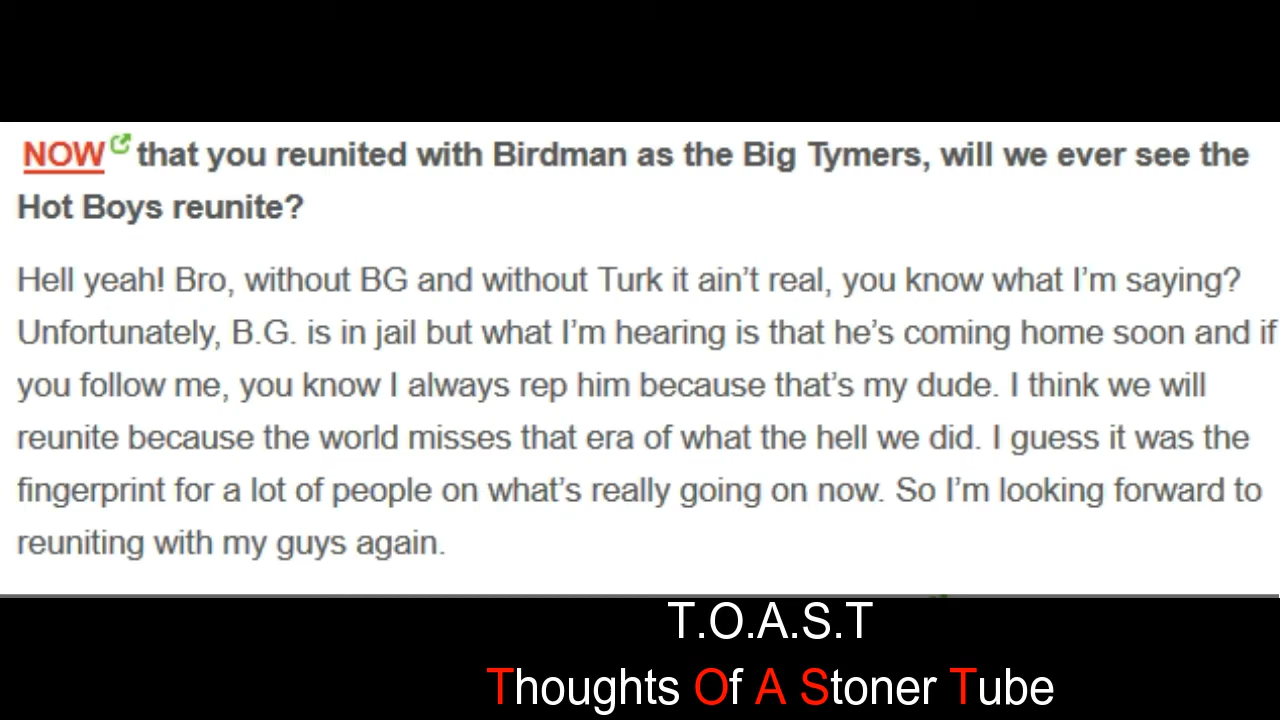 NOW that you reunited with Birdman as the Big Tymers, will we ever see the
Hot Boys reunite?
Hell yeah! Bro, without BG and without Turk it ain't real, you know what I'm saying?
Unfortunately, B.G. is in jail but what I'm hearing is that he's coming home soon and if
you follow me, you know I always rep him because that's my dude. I think we will
reunite because the world misses that era of what the hell we did. I guess it was the
fingerprint for a lot of people on what's really going on now. So I'm looking forward to
reuniting with my guys again.
T.O.A.S.T
Thoughts Of A Stoner Tube